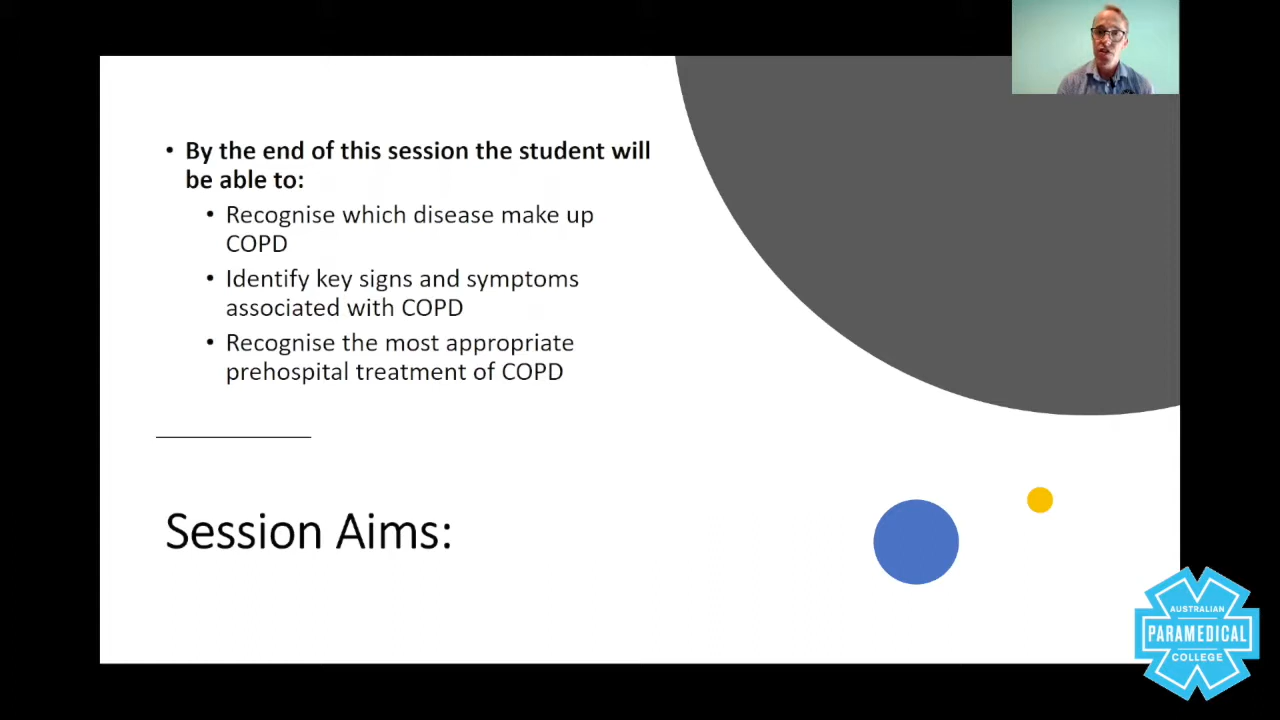 • By the end of this session the student will
be able to:
• Recognise which disease make up
COPD
• Identify key signs and symptoms
associated with COPD
• Recognise the most appropriate
prehospital treatment of COPD
Session Aims:
AUSTRALIAN
PARAMEDICAL
COLLEGE